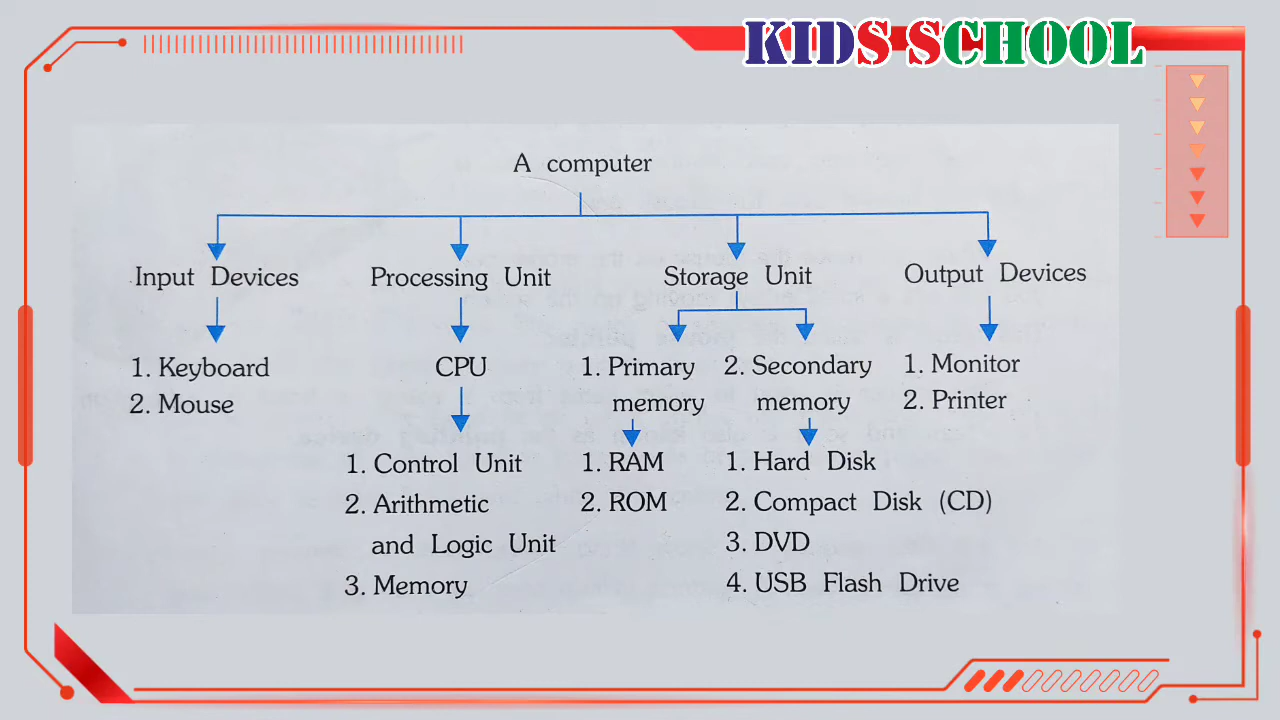 KIDS SCHOOL
A computer
Input Devices
1. Keyboard
2. Mouse
Processing Unit
CPU
1. Control Unit
2. Arithmetic
and Logic Unit
3. Memory
Storage Unit
1. Primary
memory
1. RAM
2. ROM
2. Secondary
memory
1. Hard Disk
2. Compact Disk (CD)
3. DVD
4. USB Flash Drive
Output Devices
1. Monitor
2. Printer